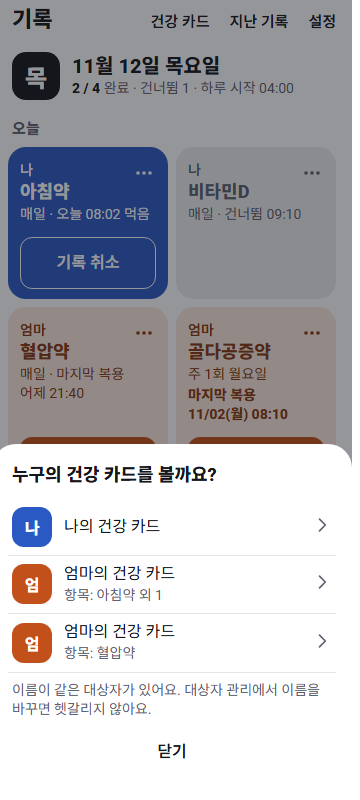 기록
건강 카드 지난 기록 설정
목
11월 12일 목요일
2 / 4 완료 · 건너뜀 1 · 하루 시작 04:00
오늘
나
아침약
매일 · 오늘 08:02 먹음
기록 취소
나
비타민D
매일 · 건너뜀 09:10
엄마
혈압약
매일 · 마지막 복용
어제 21:40
엄마
골다공증약
주 1회 월요일
마지막 복용
11/02(월) 08:10
누구의 건강 카드를 볼까요?
나
나의 건강 카드
엄
엄마의 건강 카드
항목: 아침약 외 1
엄
엄마의 건강 카드
항목: 혈압약
이름이 같은 대상자가 있어요. 대상자 관리에서 이름을
바꾸면 헷갈리지 않아요.
닫기